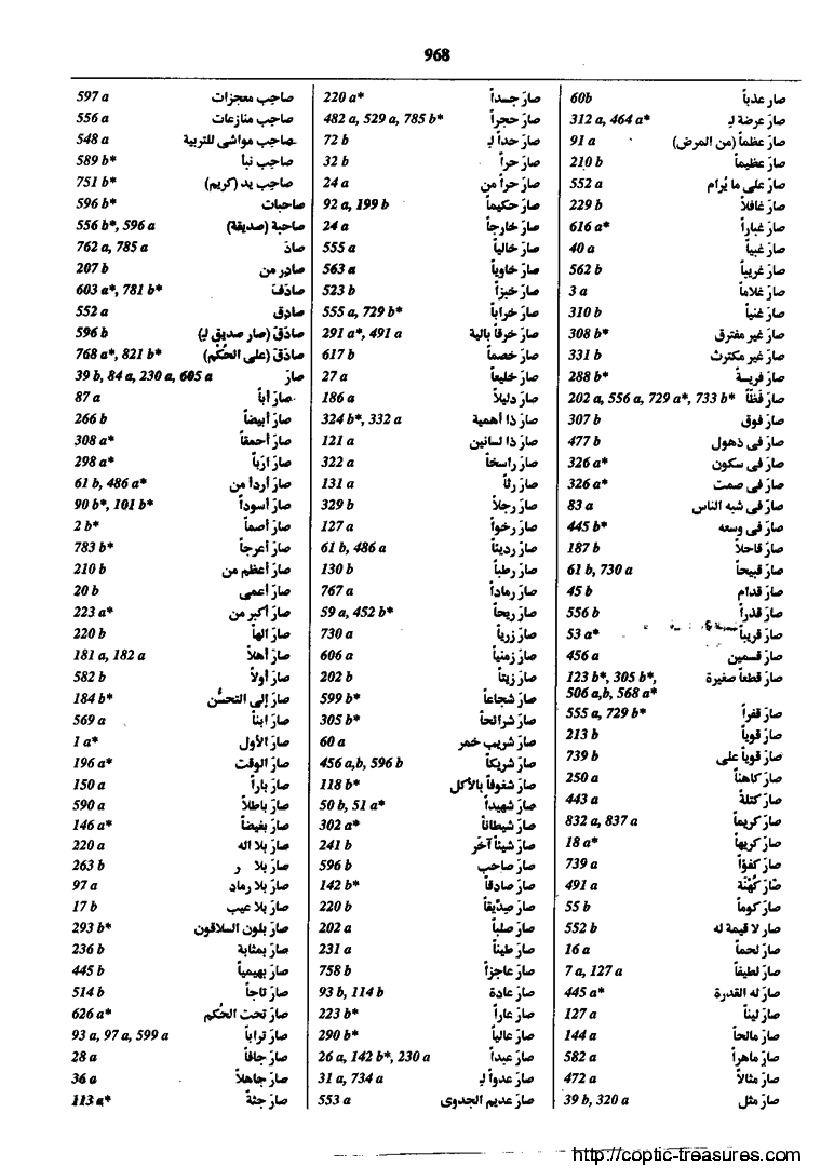 968
597 a صاحب معجزات
556 a صاحب منازعات
548 a صاحب مواشى للتربية
589 b* صاحب نبأ
751 b* صاحب يد (كريم)
596 b* صاحبات
556 b*, 596 a صاحبة (صديقة)
762 a, 785 a صادَ
207 b صادر من
603 a*, 781 b* صادَفَ
552 a صادق
596 b صادَقَ (صار صديق لـِ)
768 a*, 821 b* صادَقَ (على الحُكْم)
39 b, 84 a, 230 a, 605 a صارَ
87 a صارَ أباً
266 b صارَ أبيضاً
308 a* صارَ أحمقاً
298 a* صارَ ارَباً
61 b, 486 a* صارَ أردأ من
90 b*, 101 b* صارَ أسوداً
2 b* صارَ أصماً
783 b* صارَ أعرجاً
210 b صارَ أعظم من
20 b صارَ أعمى
223 a* صارَ أكبر من
220 b صارَ الهاً
181 a, 182 a صارَ أهلاً
582 b صارَ أولاً
184 b* صارَ إلى التحسُّن
569 a صارَ ابناً
1 a* صارَ الأول
196 a* صارَ الوقت
150 a صارَ باراً
590 a صارَ باطلاً
146 a* صارَ بغيضاً
220 a صارَ بلا اله
263 b صارَ بلا ر
97 a صارَ بلا رماد
17 b صارَ بلا عيب
293 b* صارَ بلون السلاقون
236 b صارَ بمثابة
445 b صارَ بهيمياً
514 b صارَ تاجاً
626 a* صارَ تحت الحُكم
93 a, 97 a, 599 a صارَ تراباً
28 a صارَ جافاً
36 a صارَ جاهلاً
113 a* صارَ جثةً
220 a* صارَ جسداً
482 a, 529 a, 785 b* صارَ حجراً
72 b صارَ حداً لـِ
32 b صارَ حراً
24 a صارَ حراً من
92 a, 199 b صارَ حكيماً
24 a صارَ خارجاً
555 a صارَ خالياً
563 a صارَ خاوياً
523 b صارَ خبزاً
555 a, 729 b* صارَ خراباً
291 a*, 491 a صارَ خرقاً بالية
617 b صارَ خصماً
27 a صارَ خليعاً
186 a صارَ دليلاً
324 b*, 332 a صارَ ذا أهمية
121 a صارَ ذا لسانين
322 a صارَ راسخاً
131 a صارَ رثاً
329 b صارَ رجلاً
127 a صارَ رخواً
61 b, 486 a صارَ رديئاً
130 b صارَ رطباً
767 a صارَ رماداً
59 a, 452 b* صارَ ريحاً
730 a صارَ زرياً
606 a صارَ زمنياً
202 b صارَ زيتاً
599 b* صارَ شجاعاً
305 b* صارَ شرائحاً
60 a صارَ شريب خمر
456 a,b, 596 b صارَ شريكاً
118 b* صارَ شغوفاً بالأكل
50 b, 51 a* صارَ شهيداً
302 a* صارَ شيطاناً
241 b صارَ شيئاً آخَر
596 b صارَ صاحب
142 b* صارَ صادقاً
220 b صارَ صدِّيقاً
202 a صارَ صلباً
231 a صارَ طيناً
758 b صارَ عاجزاً
93 b, 114 b صارَ عادة
223 b* صارَ عاراً
290 b* صارَ عالياً
26 a, 142 b*, 230 a صارَ عبداً
31 a, 734 a صارَ عدواً لـِ
553 a صارَ عديم الجدوى
60b صار عذباً
312 a, 464 a* صارَ عرضة لـِ
91 a صارَ عظماً (من المرض)
210 b صارَ عظيماً
552 a صارَ على ما يُرام
229 b صارَ غافلاً
616 a* صارَ غباراً
40 a صارَ غبياً
562 b صارَ غريباً
3 a صارَ غلاماً
310 b صارَ غنياً
308 b* صارَ غير مفترق
331 b صارَ غير مكترث
288 b* صارَ فريسةً
202 a, 556 a, 729 a*, 733 b* صارَ فَظّاً
307 b صارَ فوق
477 b صارَ فى ذهول
326 a* صارَ فى سكون
326 a* صارَ فى صمت
83 a صارَ فى شبه الناس
445 b* صارَ فى وسعه
187 b صارَ قاحلاً
61 b, 730 a صارَ قبيحاً
45 b صارَ قدام
556 b صارَ قذراً
53 a* صارَ قريباً
456 a صارَ قسمين
123 b*, 305 b*, صارَ قطعاً صغيرة
506 a,b, 568 a*
555 a, 729 b* صارَ قفراً
213 b صارَ قوياً
739 b صارَ قوياً على
250 a صارَ كاهناً
443 a صارَ كتلةً
832 a, 837 a صارَ كريماً
18 a* صارَ كريهاً
739 a صارَ كفؤاً
491 a صارَ كُهْنَة
55 b صارَ كوماً
552 b صارَ لا قيمة له
16 a صارَ لحماً
7 a, 127 a صارَ لطيفاً
445 a* صارَ له القدرة
127 a صارَ ليناً
144 a صارَ مالحاً
582 a صارَ ماهراً
472 a صارَ مثالاً
39 b, 320 a صارَ مثل
http://coptic-treasures.com